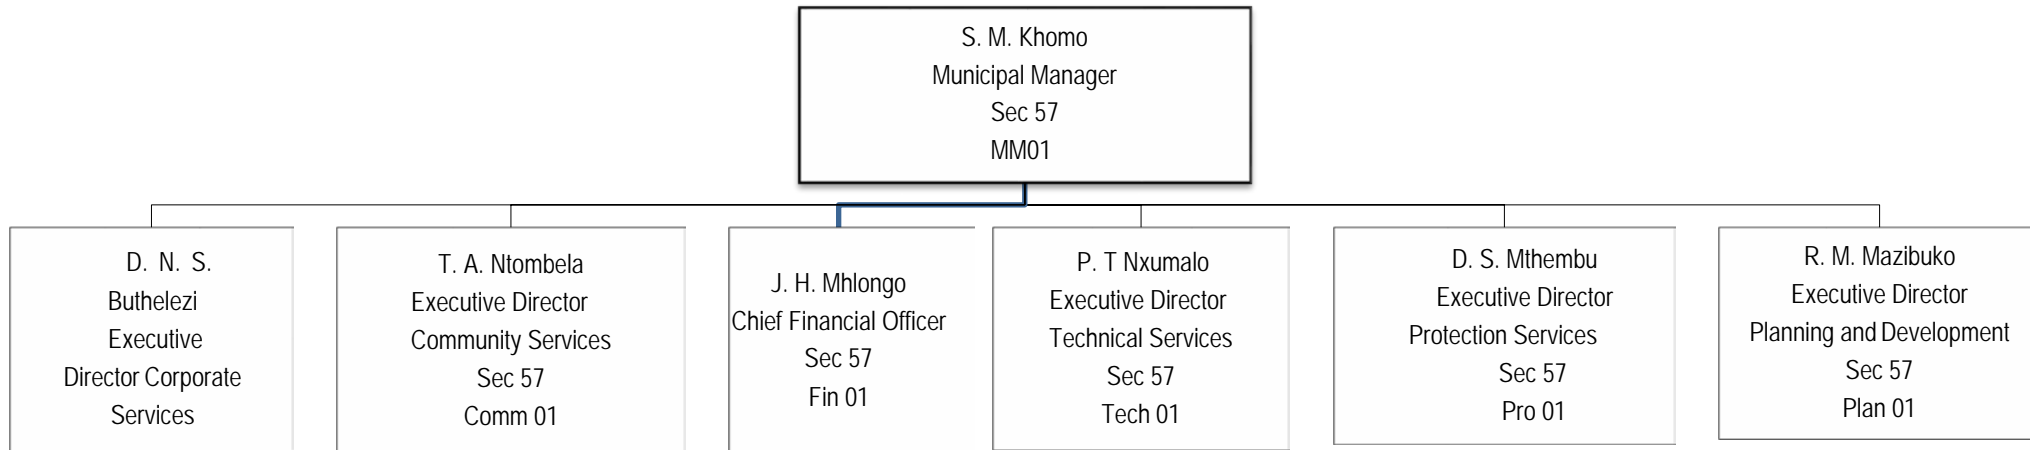 S. M. Khomo
Municipal Manager
Sec 57
MM01
D. N. S.
Buthelezi
Executive
Director Corporate
Services
T. A. Ntombela
Executive Director
Community Services
Sec 57
Comm 01
J. H. Mhlongo
Chief Financial Officer
Sec 57
Fin 01
P. T Nxumalo
Executive Director
Technical Services
Sec 57
Tech 01
D. S. Mthembu
Executive Director
Protection Services
Sec 57
Pro 01
R. M. Mazibuko
Executive Director
Planning and Development
Sec 57
Plan 01